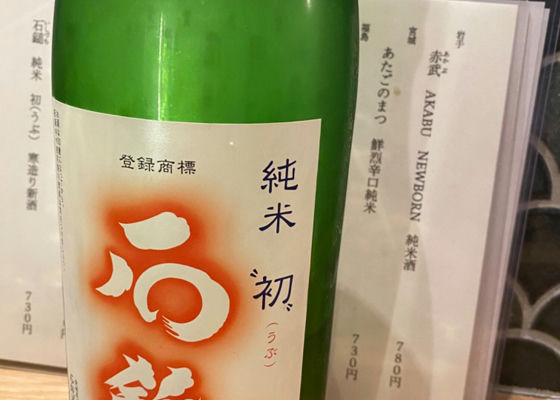 岩手
赤武 AKABU NEWBORN 純米酒
780円
宮城
あたごのまつ 鮮烈辛口純米
730円
福島
石鎚 純米 初(うぶ) 寒造り新酒
730円
登録商標
純米
〝初〟
(うぶ)
石鎚